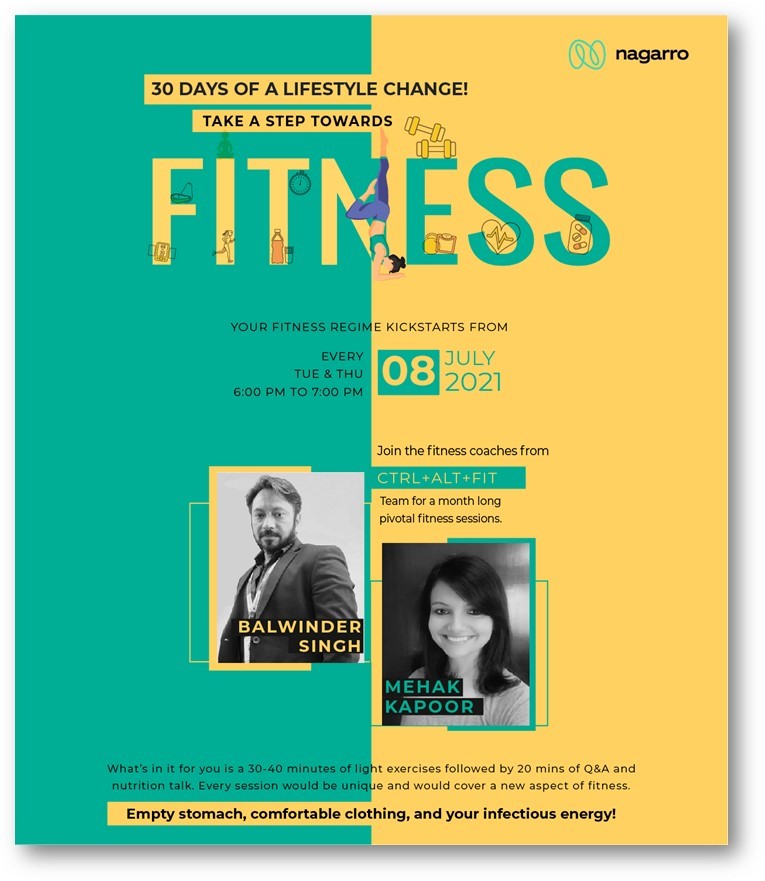 nagarro
30 DAYS OF A LIFESTYLE CHANGE!
TAKE A STEP TOWARDS
FITNESS
YOUR FITNESS REGIME KICKSTARTS FROM
EVERY
TUE & THU
6:00 PM TO 7:00 PM
08
JULY
2021
Join the fitness coaches from
CTRL+ALT+FIT
Team for a month long
pivotal fitness sessions.
BALWINDER
SINGH
MEHAK
KAPOOR
What's in it for you is a 30-40 minutes of light exercises followed by 20 mins of Q&A and
nutrition talk. Every session would be unique and would cover a new aspect of fitness.
Empty stomach, comfortable clothing, and your infectious energy!